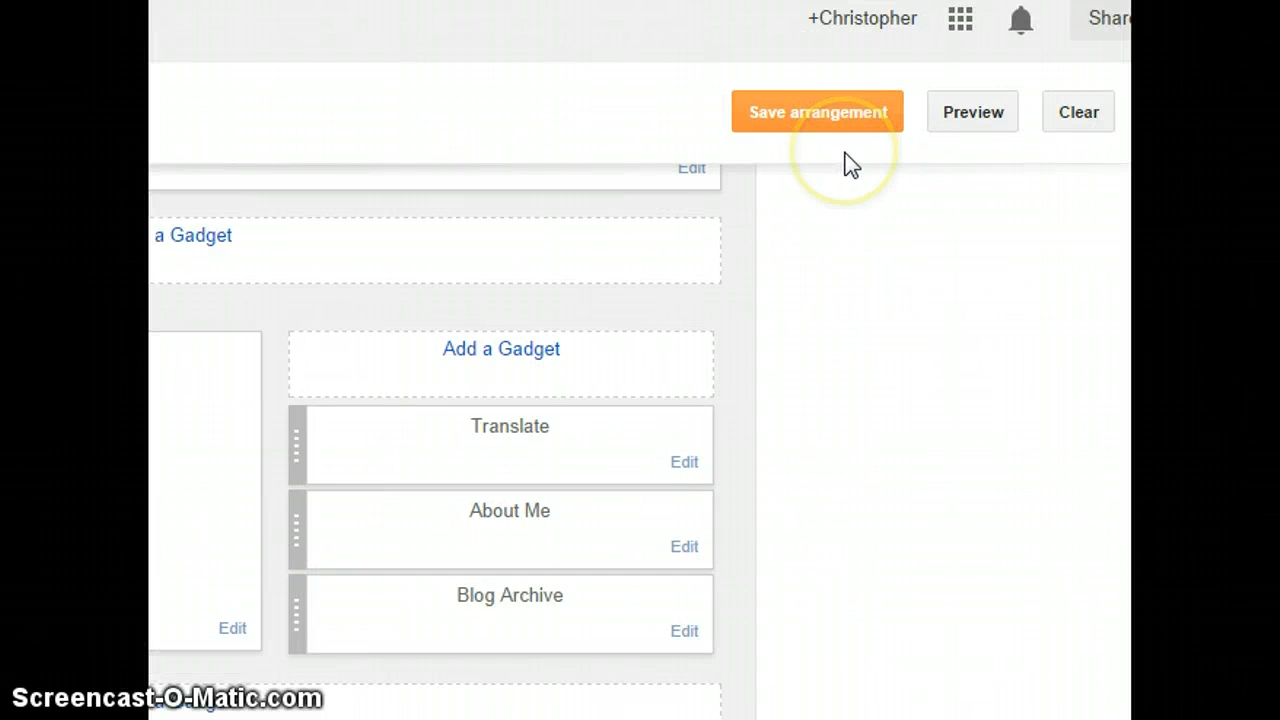 +Christopher
Share
Save arrangement
Preview
Clear
Edit
a Gadget
Add a Gadget
Translate
Edit
About Me
Edit
Blog Archive
Edit
Edit
Screencast-O-Matic.com